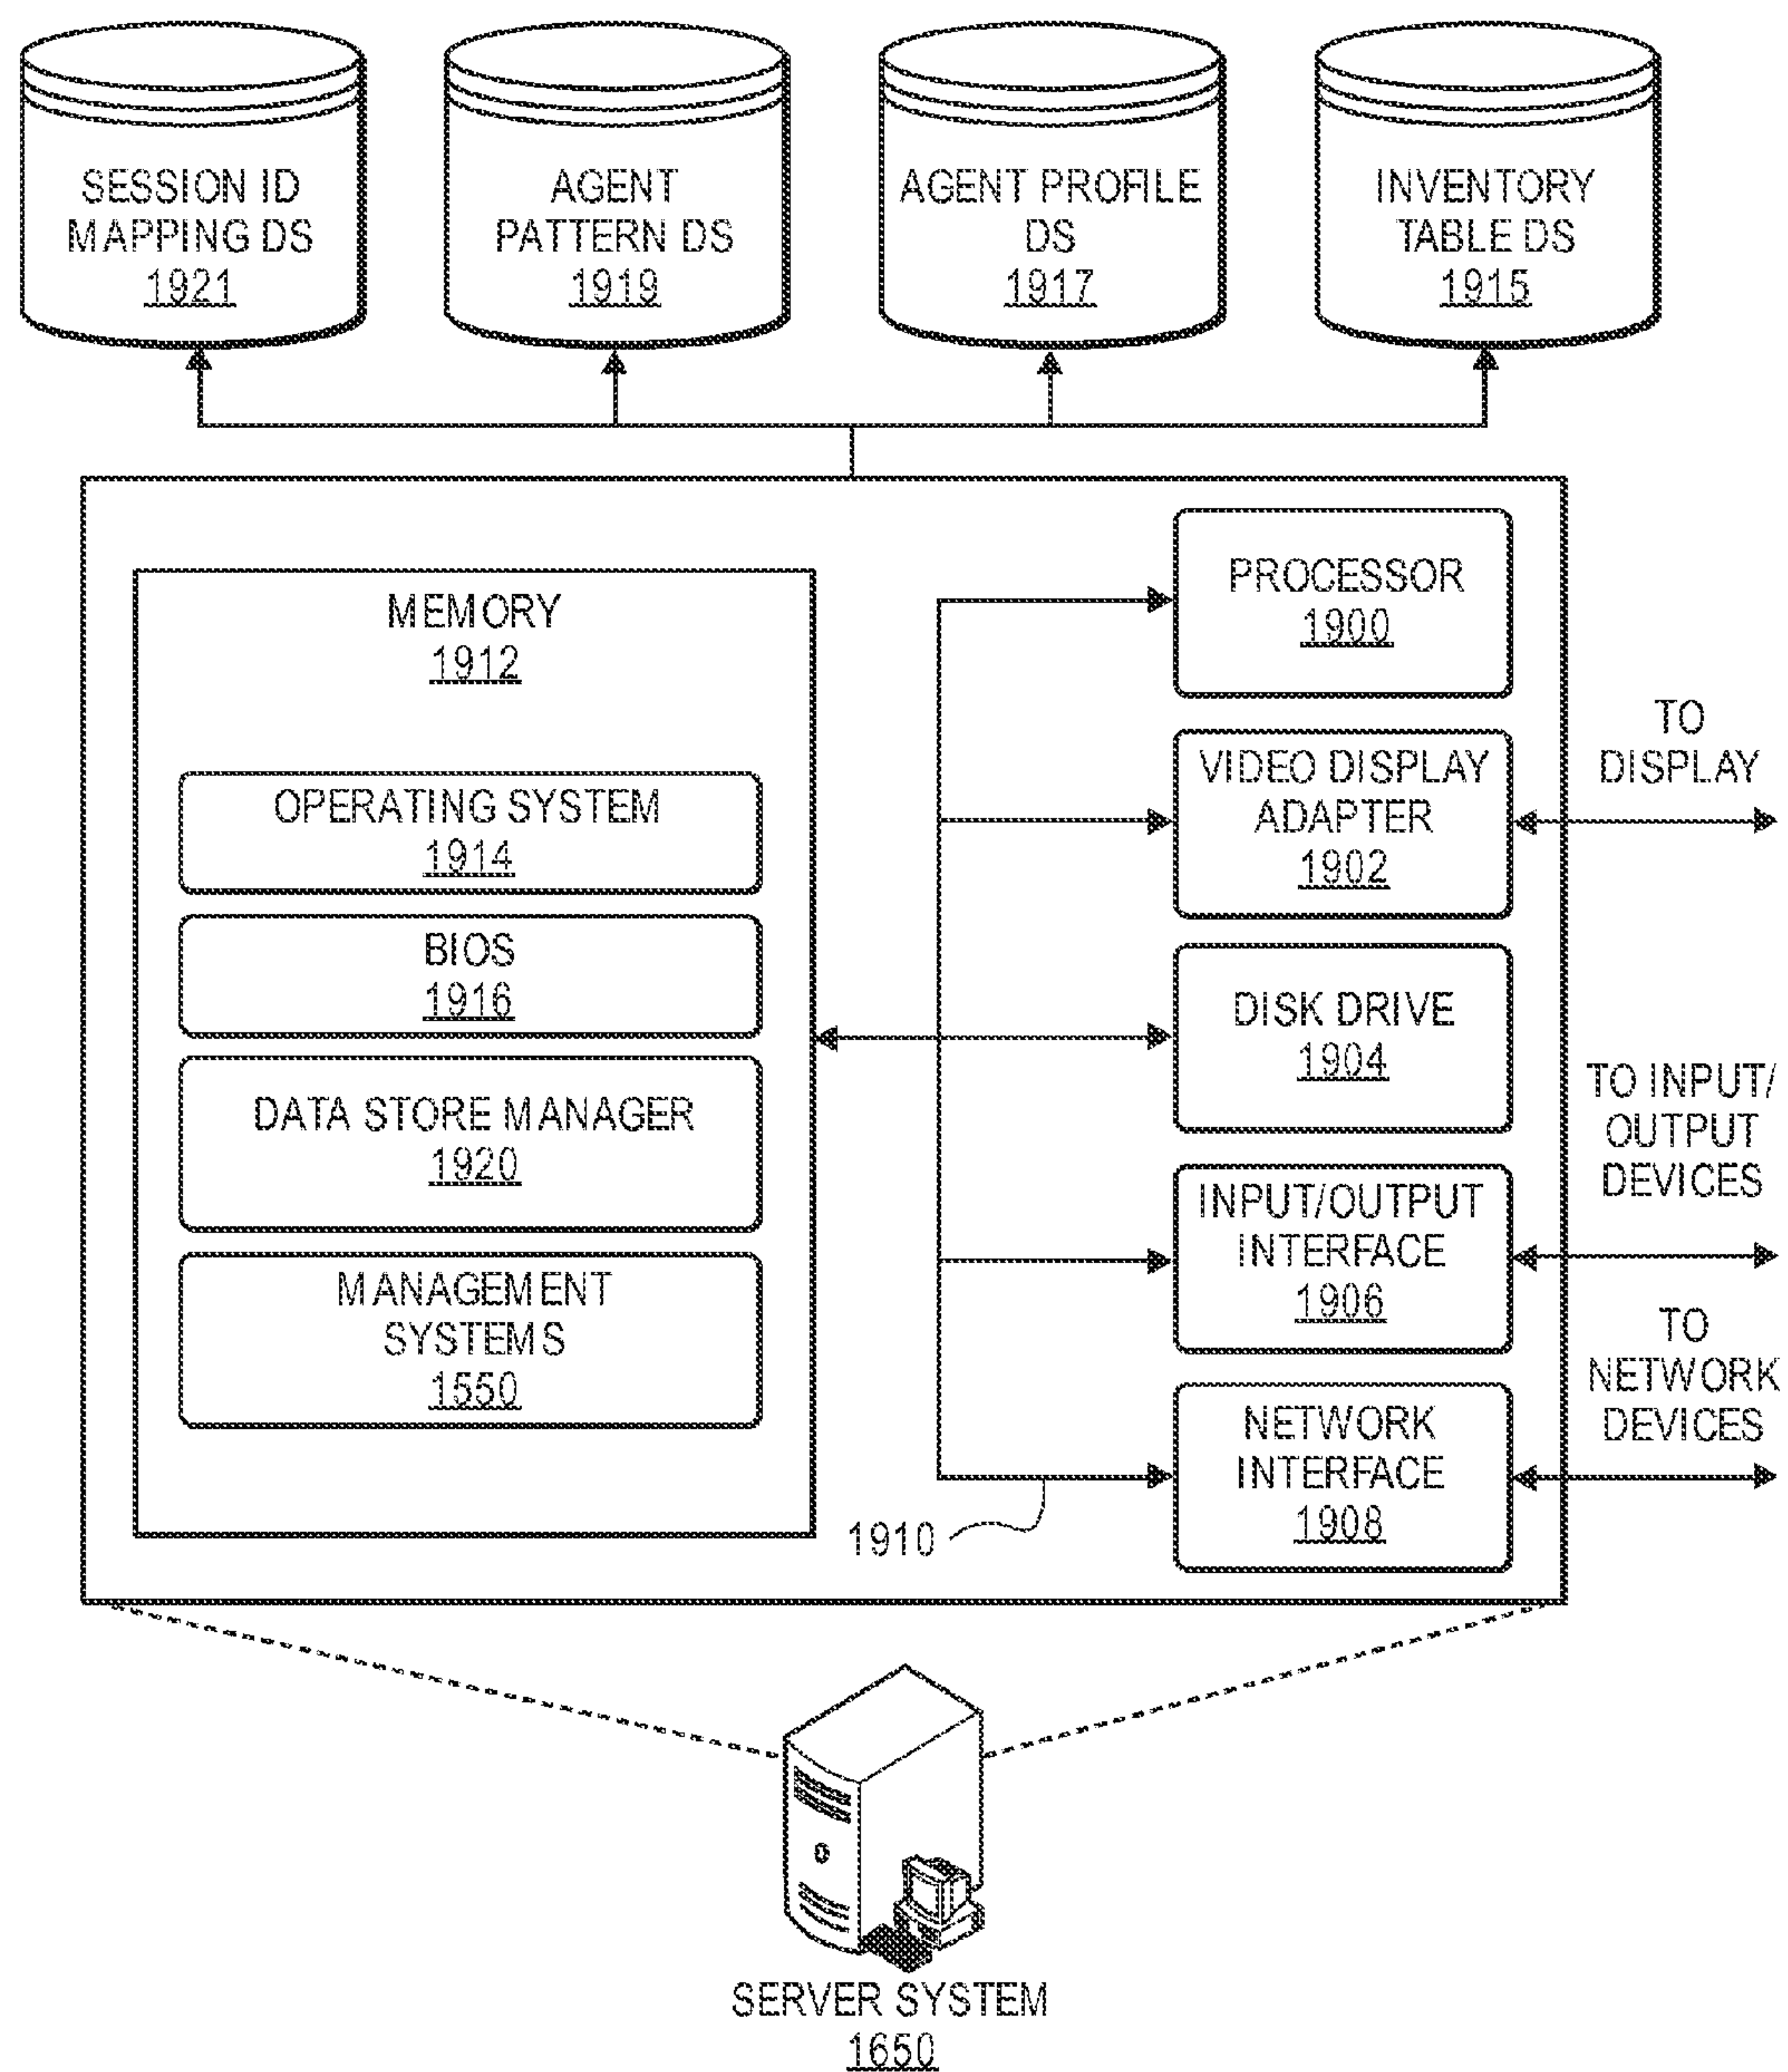 SESSION ID
MAPPING DS
1921
AGENT
PATTERN DS
1919
AGENT PROFILE
DS
1917
INVENTORY
TABLE DS
1915
MEMORY
1912
OPERATING SYSTEM
1914
BIOS
1916
DATA STORE MANAGER
1920
MANAGEMENT
SYSTEMS
1550
PROCESSOR
1900
VIDEO DISPLAY
ADAPTER
1902
DISK DRIVE
1904
INPUT/OUTPUT
INTERFACE
1906
NETWORK
INTERFACE
1908
1910
TO
DISPLAY
TO INPUT/
OUTPUT
DEVICES
TO
NETWORK
DEVICES
SERVER SYSTEM
1650